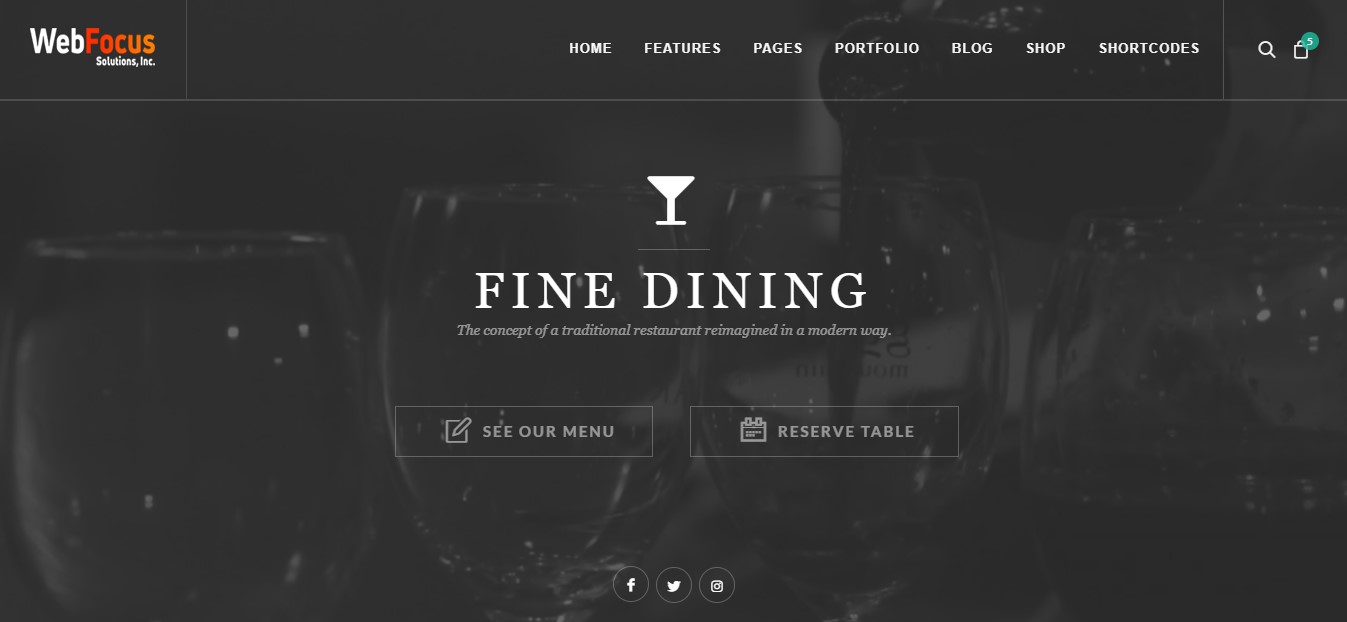 WebFocus
Solutions, Inc.
HOME FEATURES PAGES PORTFOLIO BLOG SHOP SHORTCODES
5
FINE DINING
The concept of a traditional restaurant reimagined in a modern way.
SEE OUR MENU
RESERVE TABLE